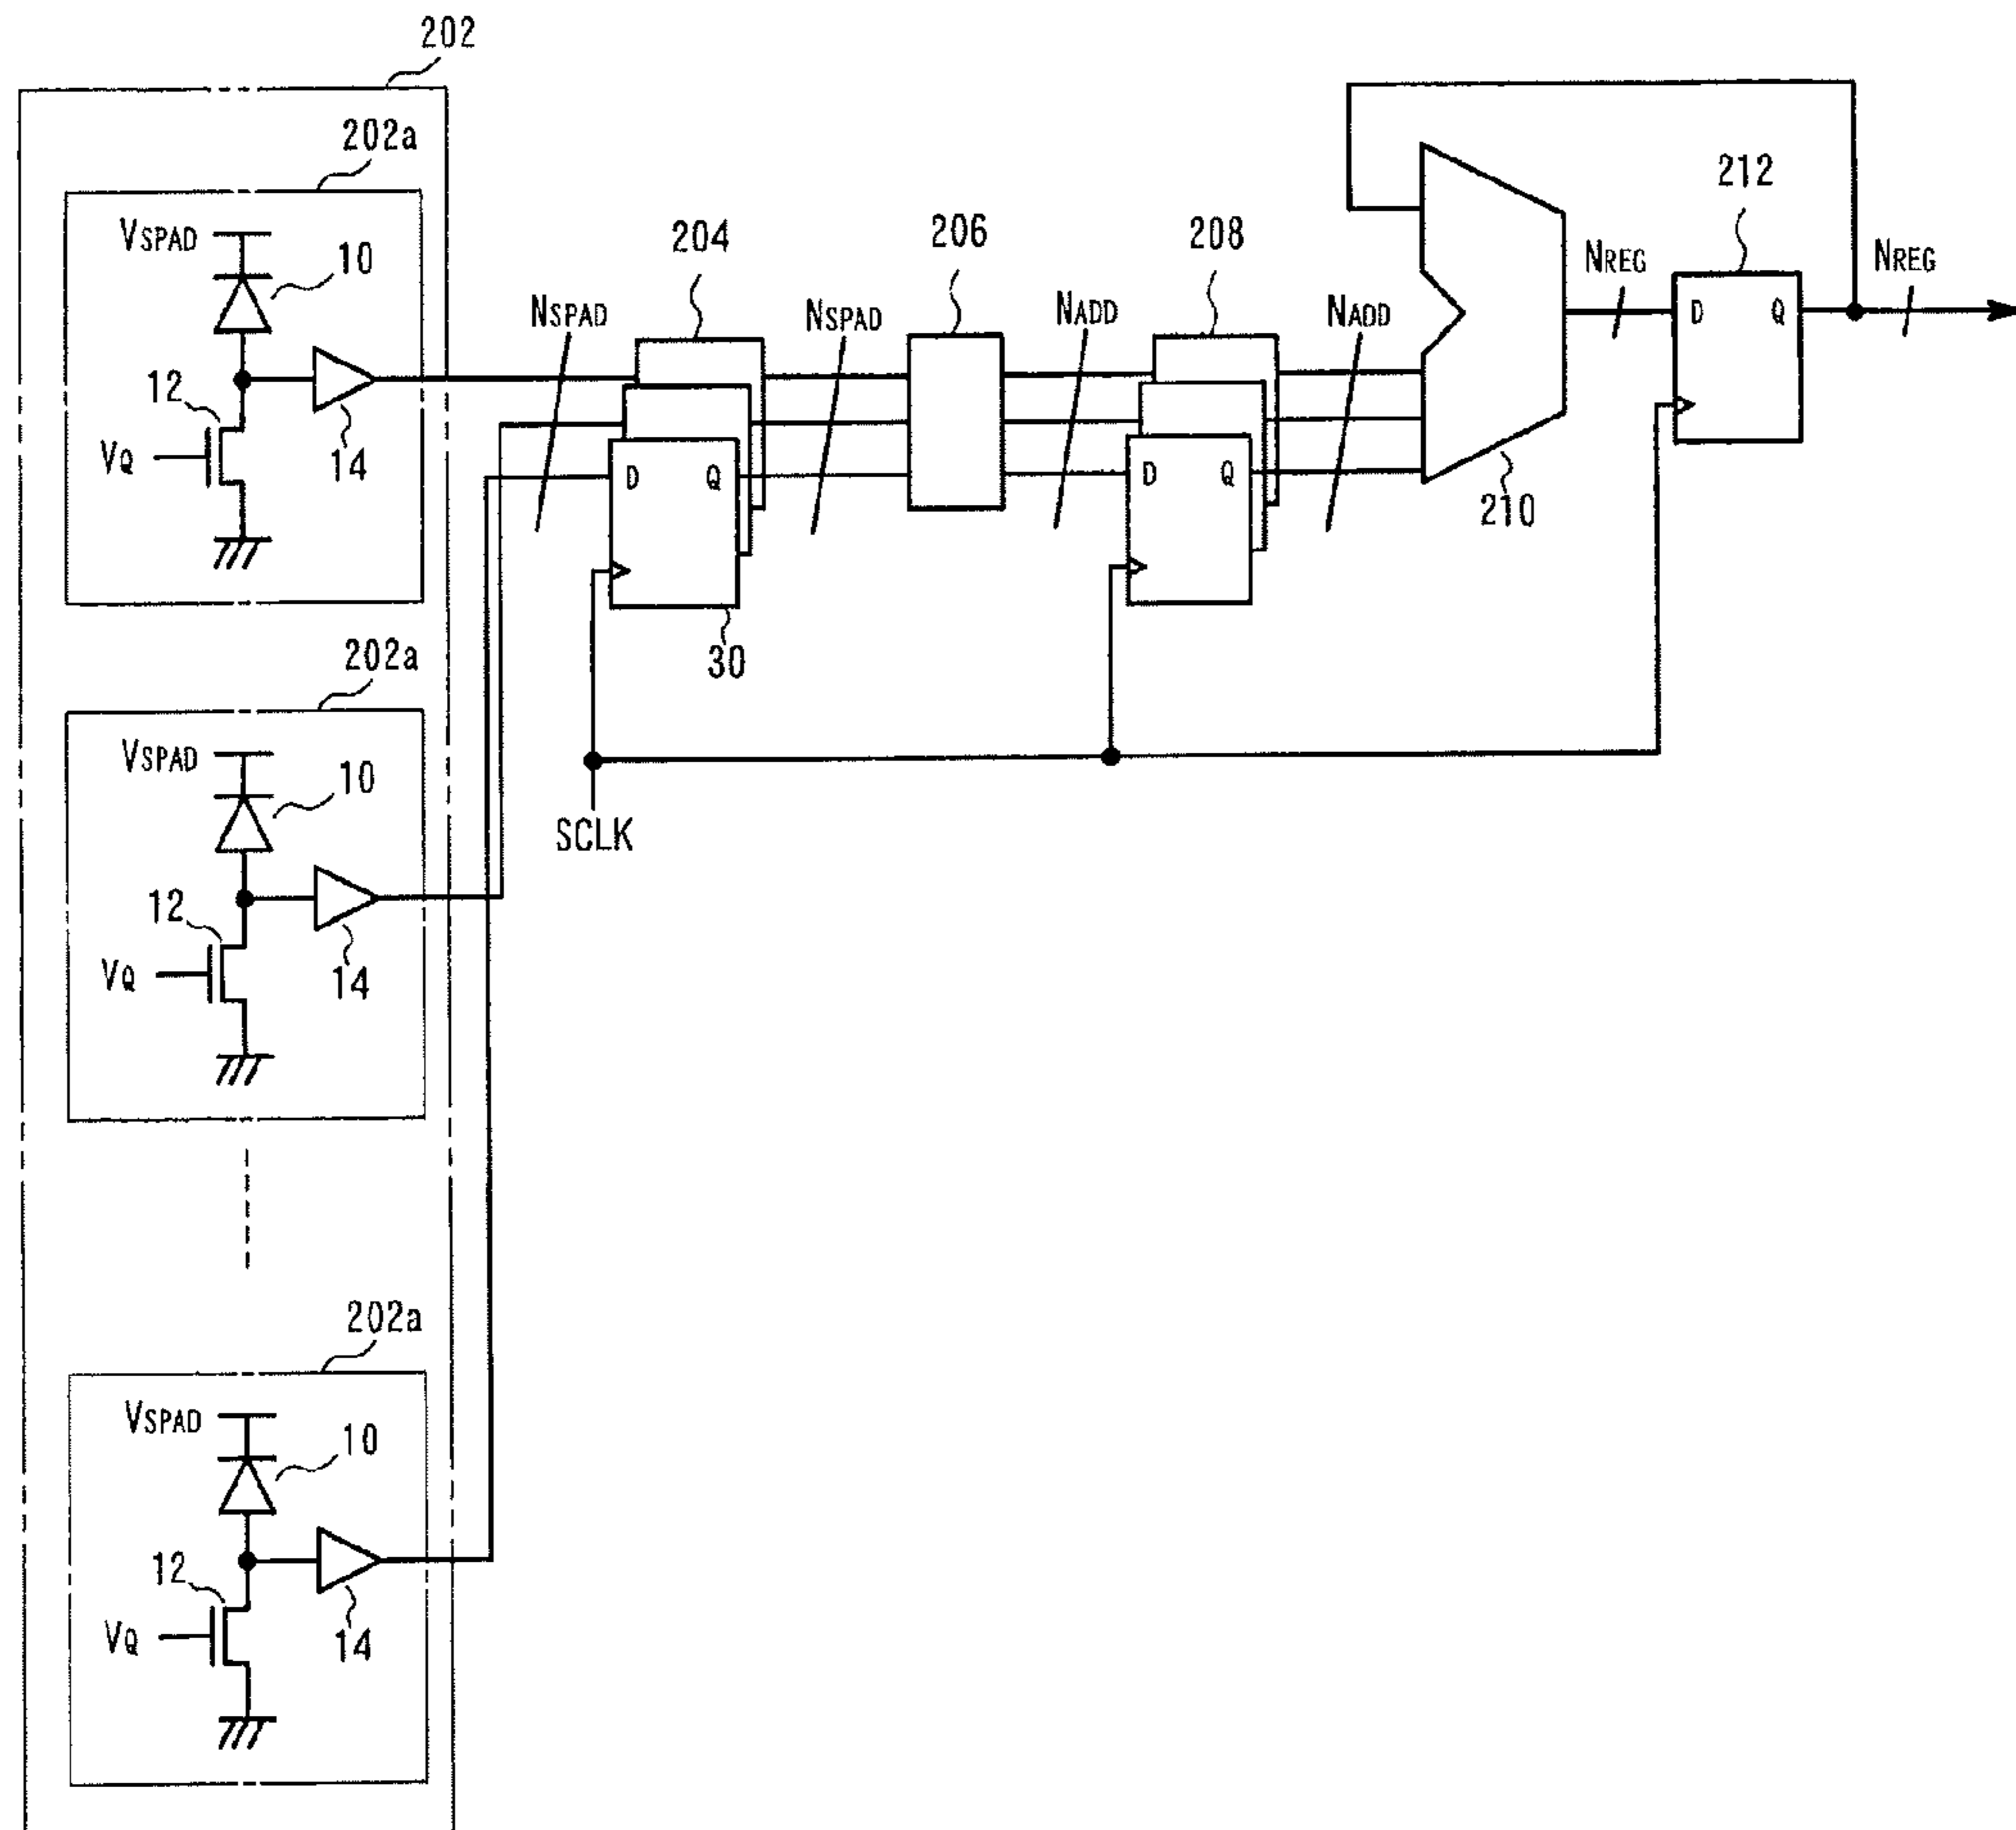 202
202a
VSPAD
10
12
VQ
14
204
206
208
210
212
NSPAD
NSPAD
NADD
NADD
NREG
NREG
D Q
D Q
D Q
30
SCLK
202a
VSPAD
10
12
VQ
14
202a
VSPAD
10
12
VQ
14